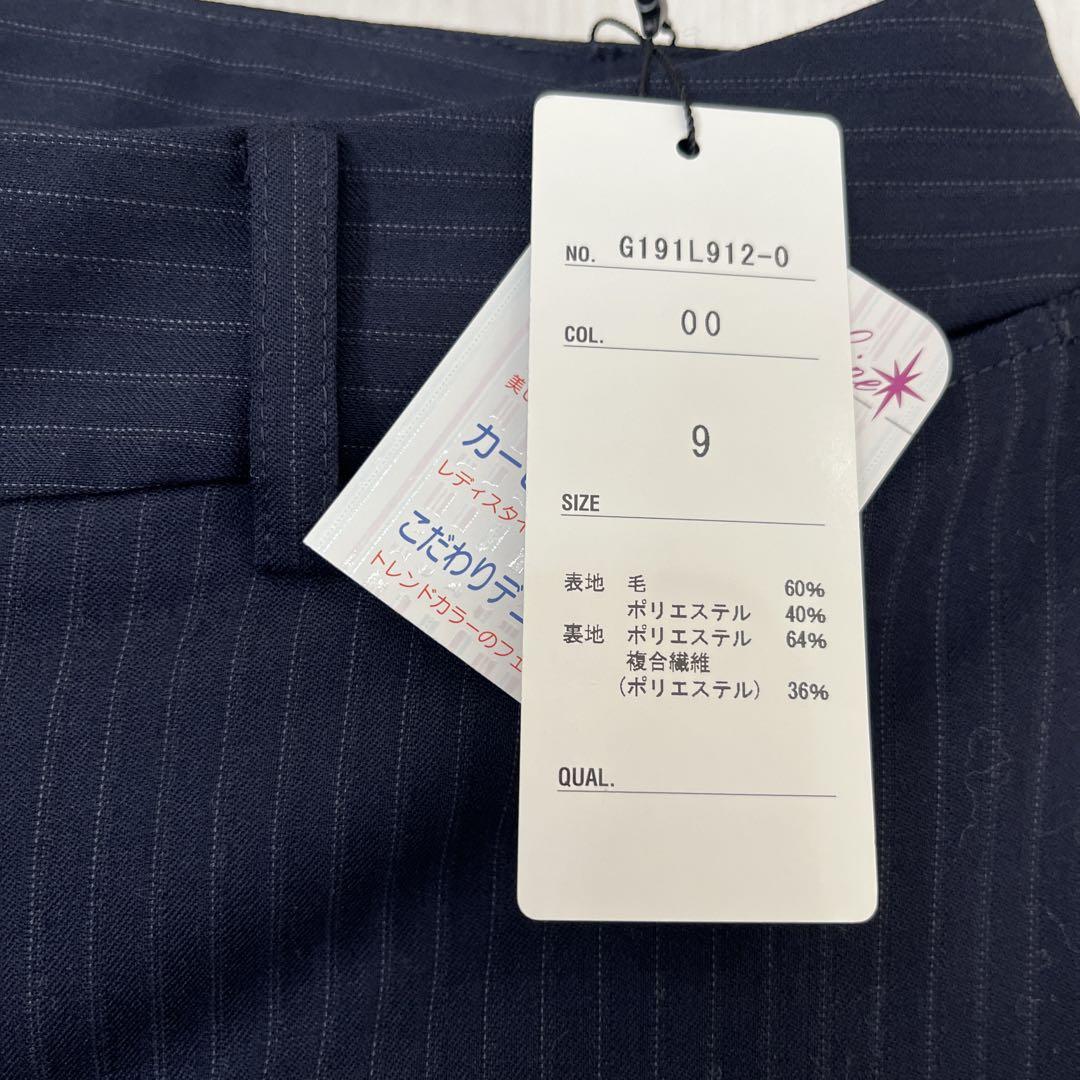 NO. G191L912-0
COL. 00
9
SIZE
表地 毛 60%
ポリエステル 40%
裏地 ポリエステル 64%
複合繊維
(ポリエステル) 36%
QUAL.
こだわりデ
トレンドカラーのフェ
レディスタイ